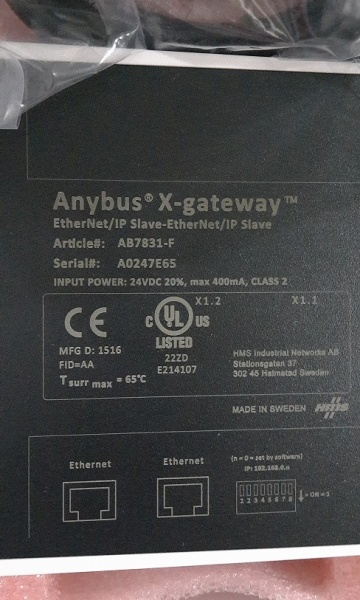 Anybus® X-gateway™
EtherNet/IP Slave-EtherNet/IP Slave
Article#: AB7831-F
Serial#: A0247E65
INPUT POWER: 24VDC 20%, max 400mA, CLASS 2
X1.2 X1.1
CE
C UL US
LISTED
MFG D: 1516
22ZD
FID=AA
E214107
HMS Industrial Networks AB
Stationsgatan 37
302 45 Halmstad Sweden
Tsurr max = 65°C
MADE IN SWEDEN HMS
Ethernet
Ethernet
(n = 0 = set by software)
IP: 192.168.0.n
1 2 3 4 5 6 7 8
= ON = 1